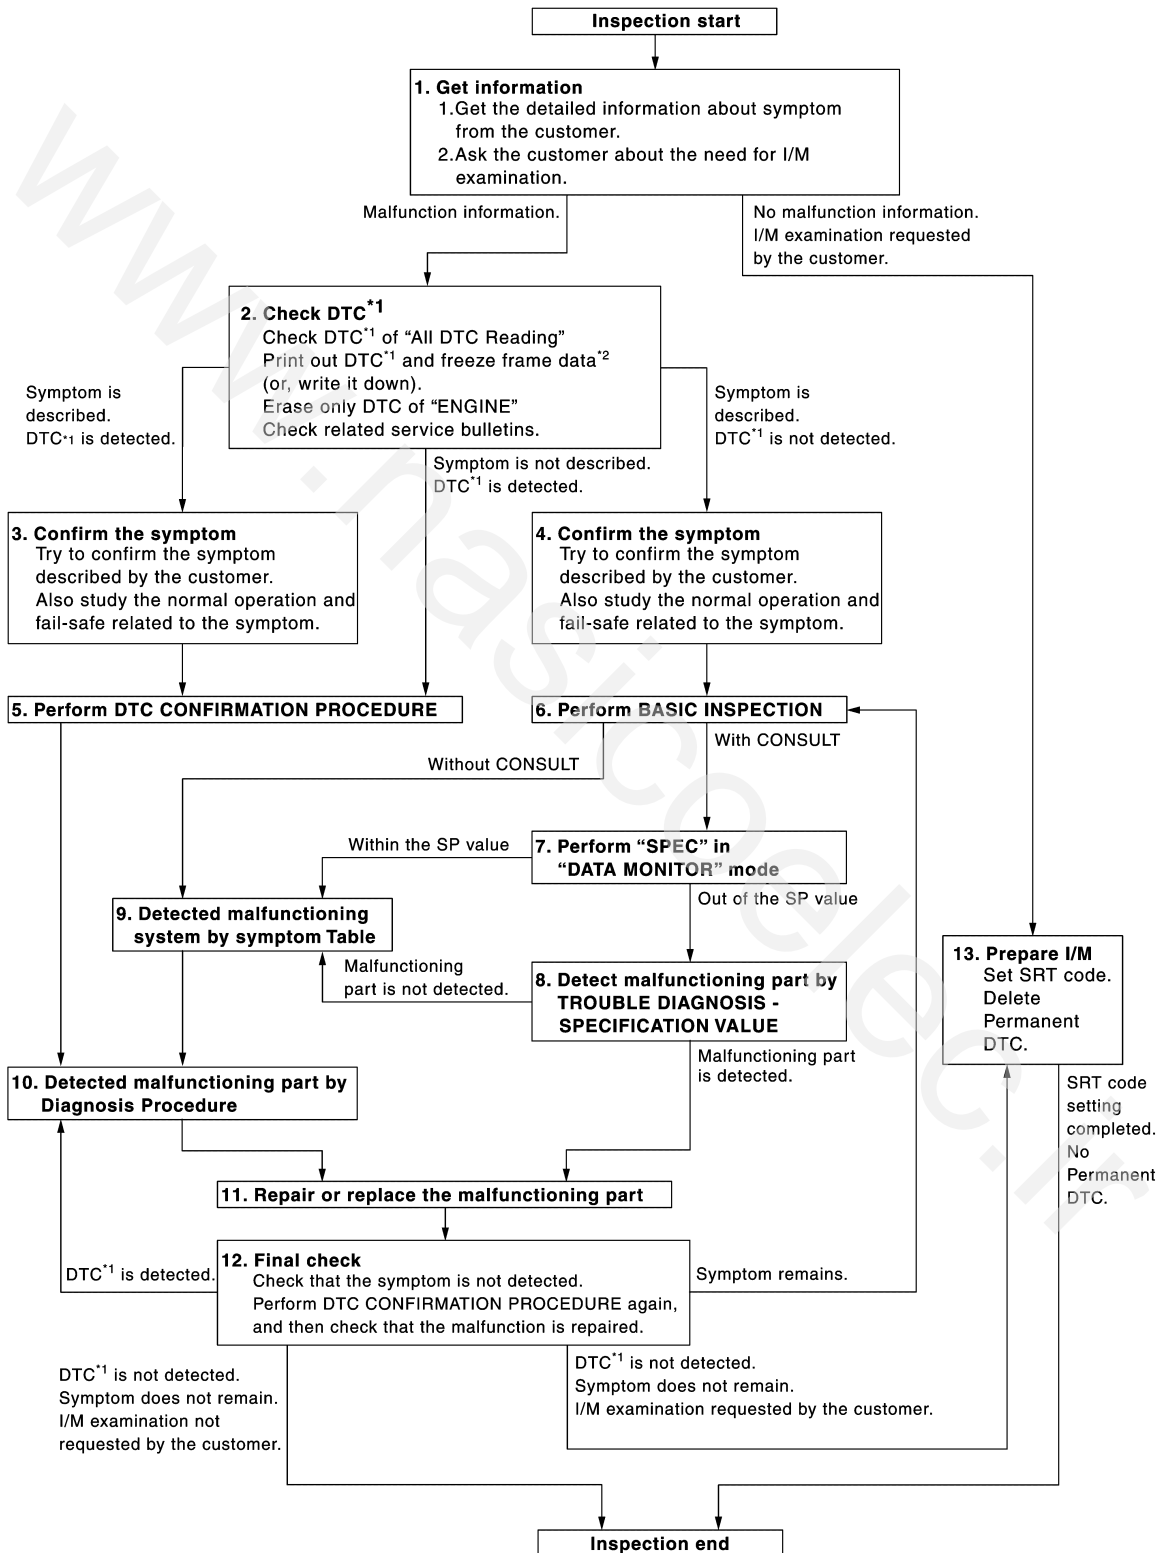 Inspection start
1. Get information
1.Get the detailed information about symptom
from the customer.
2.Ask the customer about the need for I/M
examination.
Malfunction information.
No malfunction information.
I/M examination requested
by the customer.
2. Check DTC*1
Check DTC*1 of “All DTC Reading”
Print out DTC*1 and freeze frame data*2
(or, write it down).
Erase only DTC of “ENGINE”
Check related service bulletins.
Symptom is
described.
DTC*1 is detected.
Symptom is
described.
DTC*1 is not detected.
Symptom is not described.
DTC*1 is detected.
3. Confirm the symptom
Try to confirm the symptom
described by the customer.
Also study the normal operation and
fail-safe related to the symptom.
4. Confirm the symptom
Try to confirm the symptom
described by the customer.
Also study the normal operation and
fail-safe related to the symptom.
5. Perform DTC CONFIRMATION PROCEDURE
6. Perform BASIC INSPECTION
With CONSULT
Without CONSULT
Within the SP value
7. Perform “SPEC” in
“DATA MONITOR” mode
Out of the SP value
9. Detected malfunctioning
system by symptom Table
Malfunctioning
part is not detected.
8. Detect malfunctioning part by
TROUBLE DIAGNOSIS -
SPECIFICATION VALUE
13. Prepare I/M
Set SRT code.
Delete
Permanent
DTC.
Malfunctioning part
is detected.
10. Detected malfunctioning part by
Diagnosis Procedure
SRT code
setting
completed.
No
Permanent
DTC.
11. Repair or replace the malfunctioning part
12. Final check
Check that the symptom is not detected.
Perform DTC CONFIRMATION PROCEDURE again,
and then check that the malfunction is repaired.
DTC*1 is detected.
Symptom remains.
DTC*1 is not detected.
Symptom does not remain.
I/M examination not
requested by the customer.
DTC*1 is not detected.
Symptom does not remain.
I/M examination requested by the customer.
Inspection end
www.nasicoelec.ir